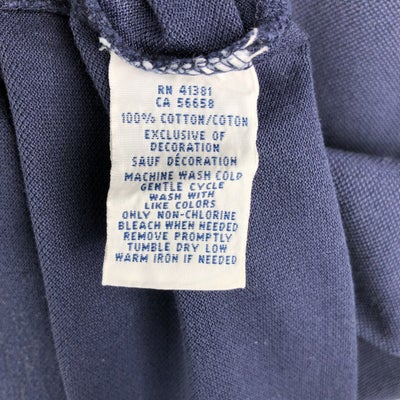 RN 41381
CA 56658
100% COTTON/COTON
EXCLUSIVE OF
DECORATION
SAUF DÉCORATION
MACHINE WASH COLD
GENTLE CYCLE
WASH WITH
LIKE COLORS
ONLY NON-CHLORINE
BLEACH WHEN NEEDED
REMOVE PROMPTLY
TUMBLE DRY LOW
WARM IRON IF NEEDED